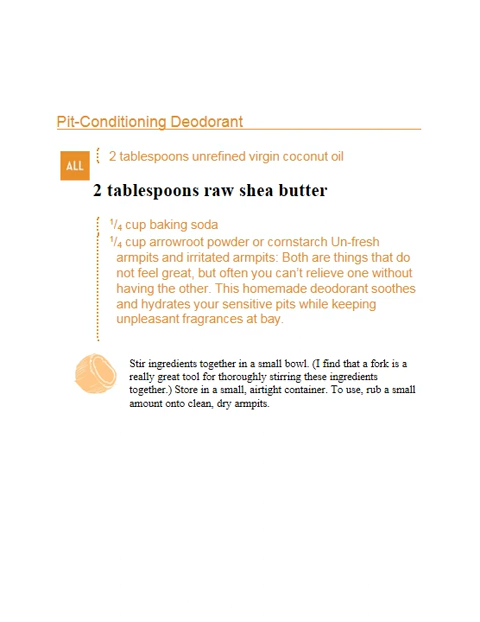 Pit-Conditioning Deodorant
ALL
2 tablespoons unrefined virgin coconut oil
2 tablespoons raw shea butter
1/4 cup baking soda
1/4 cup arrowroot powder or cornstarch Un-fresh
armpits and irritated armpits: Both are things that do
not feel great, but often you can't relieve one without
having the other. This homemade deodorant soothes
and hydrates your sensitive pits while keeping
unpleasant fragrances at bay.
Stir ingredients together in a small bowl. (I find that a fork is a
really great tool for thoroughly stirring these ingredients
together.) Store in a small, airtight container. To use, rub a small
amount onto clean, dry armpits.